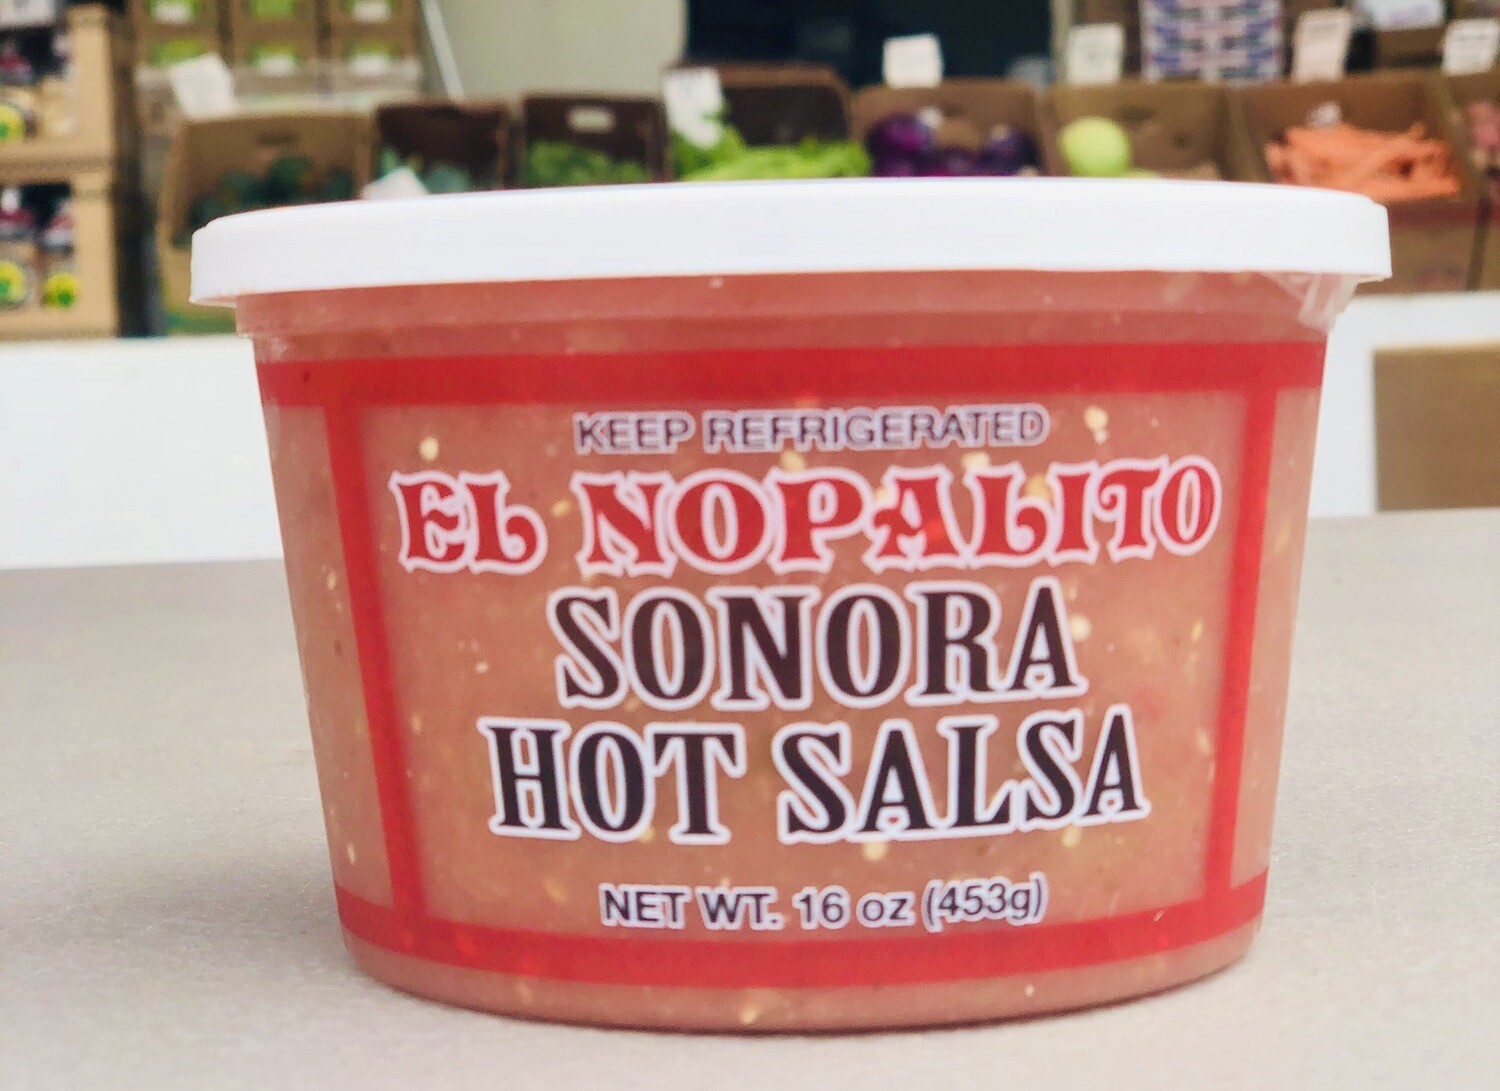 KEEP REFRIGERATED
EL NOPALITO
SONORA
HOT SALSA
NET WT. 16 oz (453g)